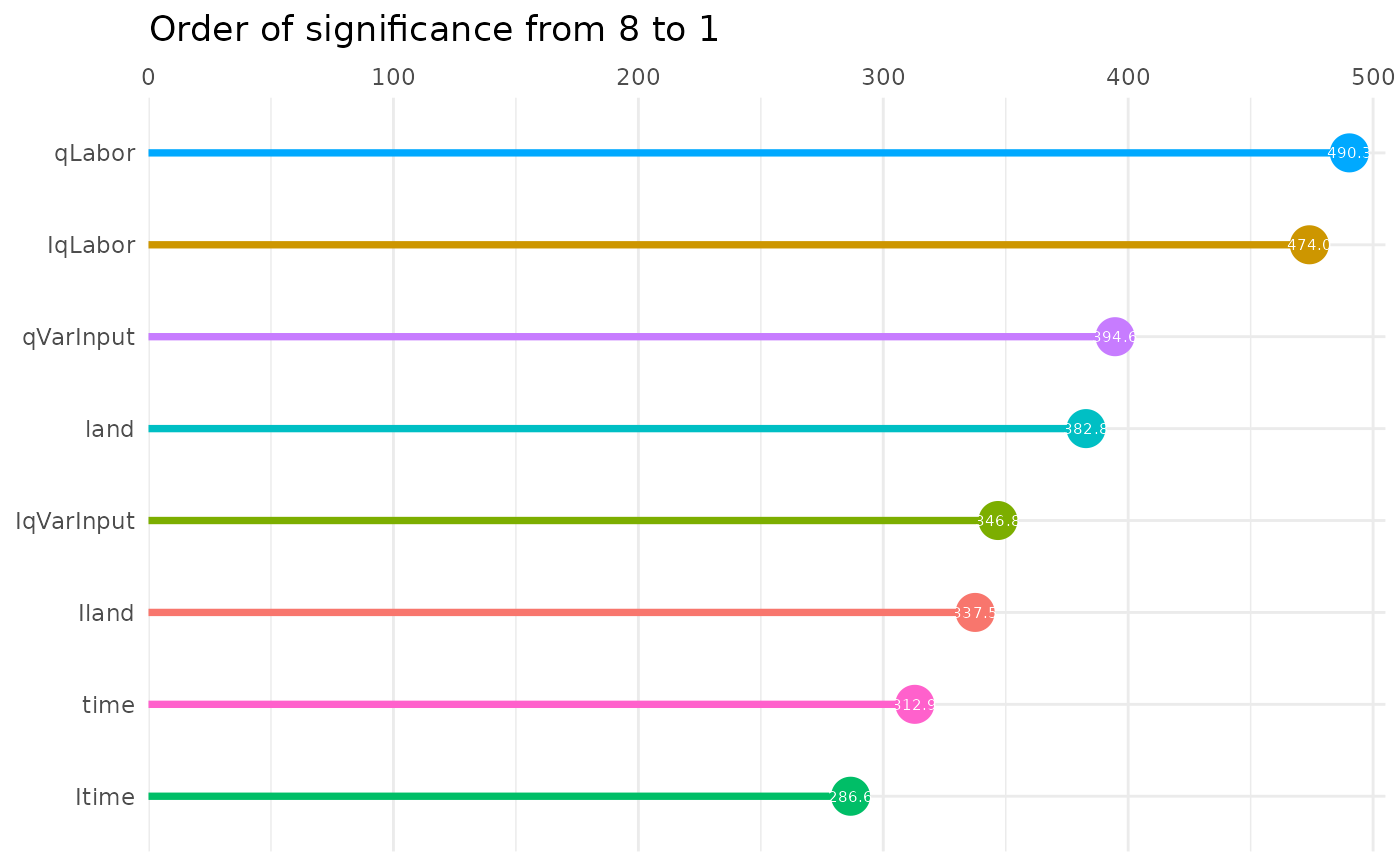 Order of significance from 8 to 1
0 100 200 300 400 500
qLabor 490.3
lqLabor 474.0
qVarInput 394.6
land 382.8
lqVarInput 346.8
lland 337.5
time 312.9
ltime 286.6